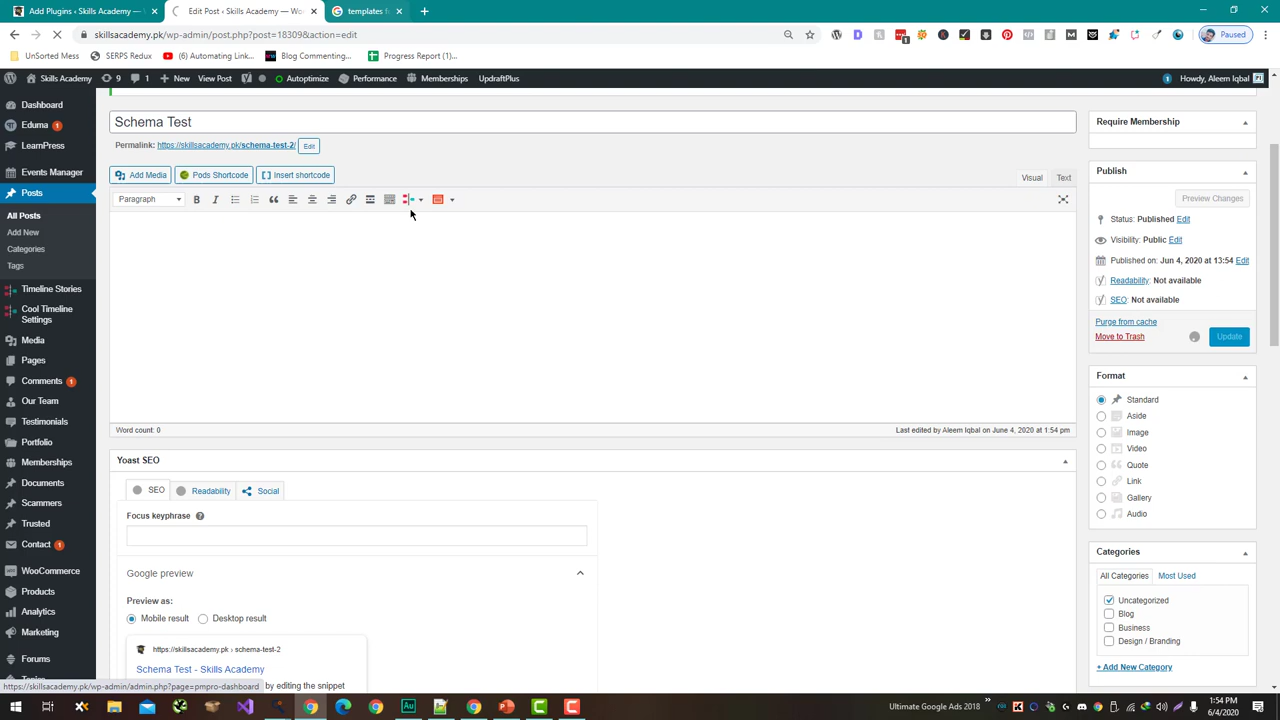 Add Plugins ‹ Skills Academy — W
Edit Post ‹ Skills Academy — Wo
templates f
skillsacademy.pk/wp-admin/post.php?post=18309&action=edit
Paused
UnSorted Mess
SERPS Redux
(6) Automating Link...
Blog Commenting...
Progress Report(...
Skills Academy
9
1
New
View Post
Autoptimize
Performance
Memberships
UpdraftPlus
1
Howdy, Aleem Iqbal
Dashboard
Eduma 1
LearnPress
Events Manager
Posts
All Posts
Add New
Categories
Tags
Timeline Stories
Cool Timeline
Settings
Media
Pages
Comments 1
Our Team
Testimonials
Portfolio
Memberships
Documents
Scammers
Trusted
Contact 1
WooCommerce
Products
Analytics
Marketing
Forums
Schema Test
Permalink: https://skillsacademy.pk/schema-test-2/ Edit
Add Media
Pods Shortcode
Insert shortcode
Visual
Text
Paragraph
Word count: 0
Last edited by Aleem Iqbal on June 4, 2020 at 1:54 pm
Yoast SEO
SEO
Readability
Social
Focus keyphrase
Google preview
Preview as:
Mobile result
Desktop result
https://skillsacademy.pk › schema-test-2
Schema Test - Skills Academy
by editing the snippet
https://skillsacademy.pk/wp-admin/admin.php?page=pmpro-dashboard
Require Membership
Publish
Preview Changes
Status: Published Edit
Visibility: Public Edit
Published on: Jun 4, 2020 at 13:54 Edit
Readability: Not available
SEO: Not available
Purge from cache
Move to Trash
Update
Format
Standard
Aside
Image
Video
Quote
Link
Gallery
Audio
Categories
All Categories
Most Used
Uncategorized
Blog
Business
Design / Branding
+ Add New Category
Ultimate Google Ads 2018
1:54 PM
6/4/2020